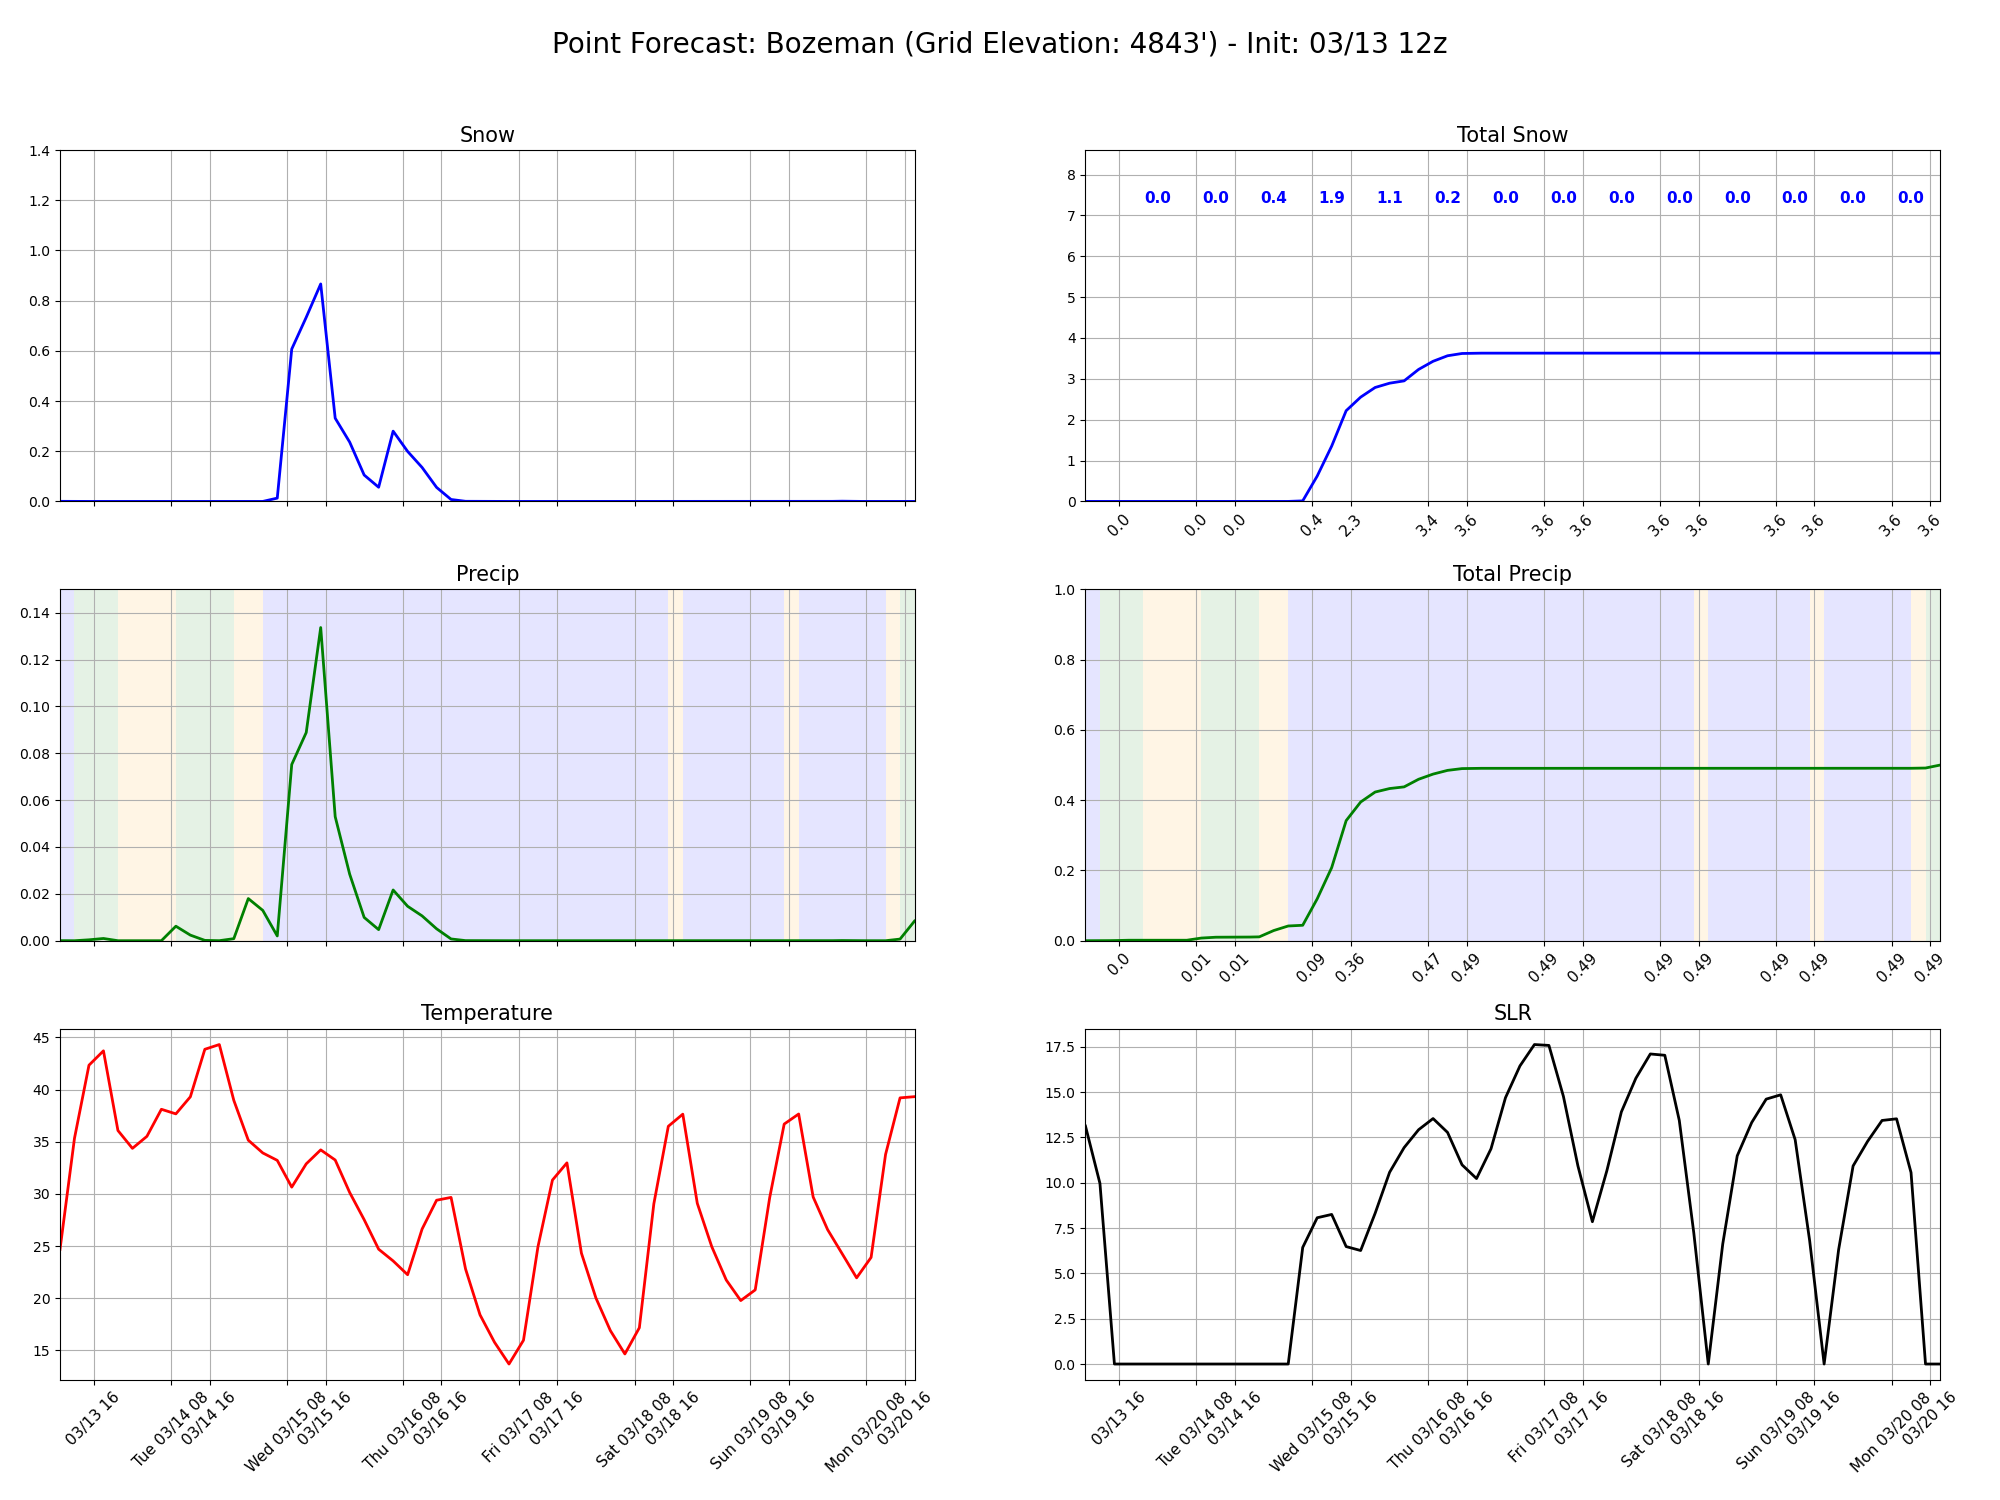 Point Forecast: Bozeman (Grid Elevation: 4843') - Init: 03/13 12z
Snow
1.4
1.2
1.0
0.8
0.6
0.4
0.2
0.0
Total Snow
8
7
6
5
4
3
2
1
0
0.0 0.0 0.4 1.9 1.1 0.2 0.0 0.0 0.0 0.0 0.0 0.0 0.0 0.0
0.0 0.0 0.0 0.4 2.3 3.4 3.6 3.6 3.6 3.6 3.6 3.6 3.6 3.6 3.6
Precip
0.14
0.12
0.10
0.08
0.06
0.04
0.02
0.00
Total Precip
1.0
0.8
0.6
0.4
0.2
0.0
0.0 0.01 0.01 0.09 0.36 0.47 0.49 0.49 0.49 0.49 0.49 0.49 0.49 0.49 0.49
Temperature
45
40
35
30
25
20
15
03/13 16
Tue 03/14 08
03/14 16
Wed 03/15 08
03/15 16
Thu 03/16 08
03/16 16
Fri 03/17 08
03/17 16
Sat 03/18 08
03/18 16
Sun 03/19 08
03/19 16
Mon 03/20 08
03/20 16
SLR
17.5
15.0
12.5
10.0
7.5
5.0
2.5
0.0
03/13 16
Tue 03/14 08
03/14 16
Wed 03/15 08
03/15 16
Thu 03/16 08
03/16 16
Fri 03/17 08
03/17 16
Sat 03/18 08
03/18 16
Sun 03/19 08
03/19 16
Mon 03/20 08
03/20 16